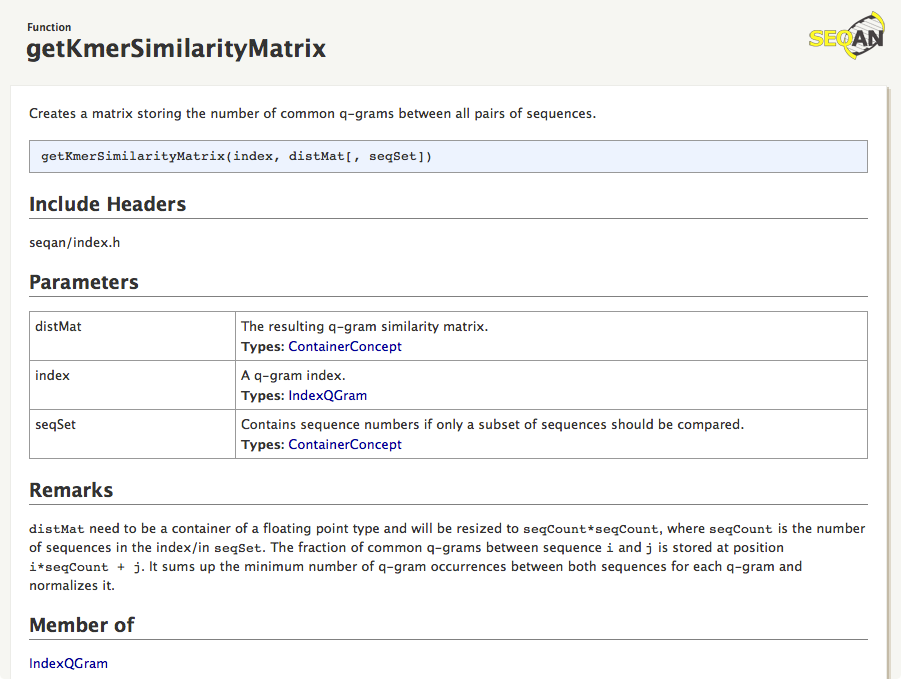 Function
getKmerSimilarityMatrix
SEQAN
Creates a matrix storing the number of common q-grams between all pairs of sequences.
getKmerSimilarityMatrix(index, distMat[, seqSet])
Include Headers
seqan/index.h
Parameters
distMat
The resulting q-gram similarity matrix.
Types: ContainerConcept
index
A q-gram index.
Types: IndexQGram
seqSet
Contains sequence numbers if only a subset of sequences should be compared.
Types: ContainerConcept
Remarks
distMat need to be a container of a floating point type and will be resized to seqCount*seqCount, where seqCount is the number
of sequences in the index/in seqSet. The fraction of common q-grams between sequence i and j is stored at position
i*seqCount + j. It sums up the minimum number of q-gram occurrences between both sequences for each q-gram and
normalizes it.
Member of
IndexQGram